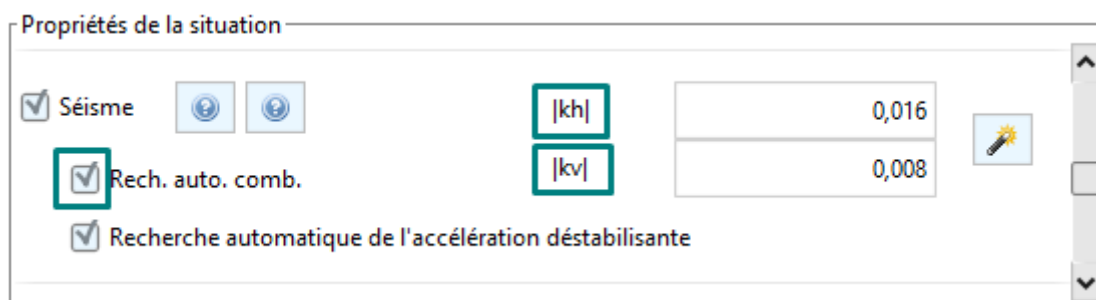 Propriétés de la situation
Séisme |kh| 0,016
Rech. auto. comb. |kv| 0,008
Recherche automatique de l'accélération déstabilisante